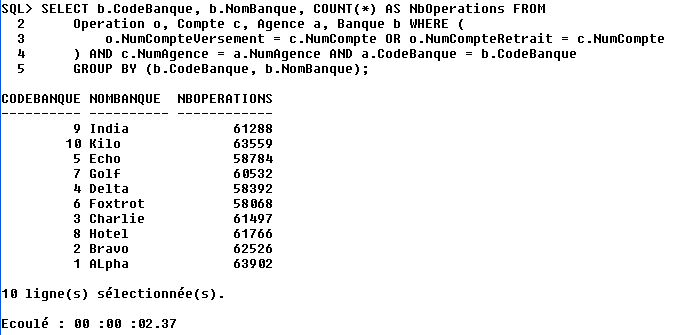 SQL> SELECT b.CodeBanque, b.NomBanque, COUNT(*) AS NbOperations FROM
2 Operation o, Compte c, Agence a, Banque b WHERE (
3 o.NumCompteVersement = c.NumCompte OR o.NumCompteRetrait = c.NumCompte
4 ) AND c.NumAgence = a.NumAgence AND a.CodeBanque = b.CodeBanque
5 GROUP BY (b.CodeBanque, b.NomBanque);
CODEBANQUE NOMBANQUE NBOPERATIONS
---------- ---------- ------------
9 India 61288
10 Kilo 63559
5 Echo 58784
7 Golf 60532
4 Delta 58392
6 Foxtrot 58068
3 Charlie 61497
8 Hotel 61766
2 Bravo 62526
1 ALpha 63902
10 ligne(s) sélectionnée(s).
Ecoulé : 00 :00 :02.37